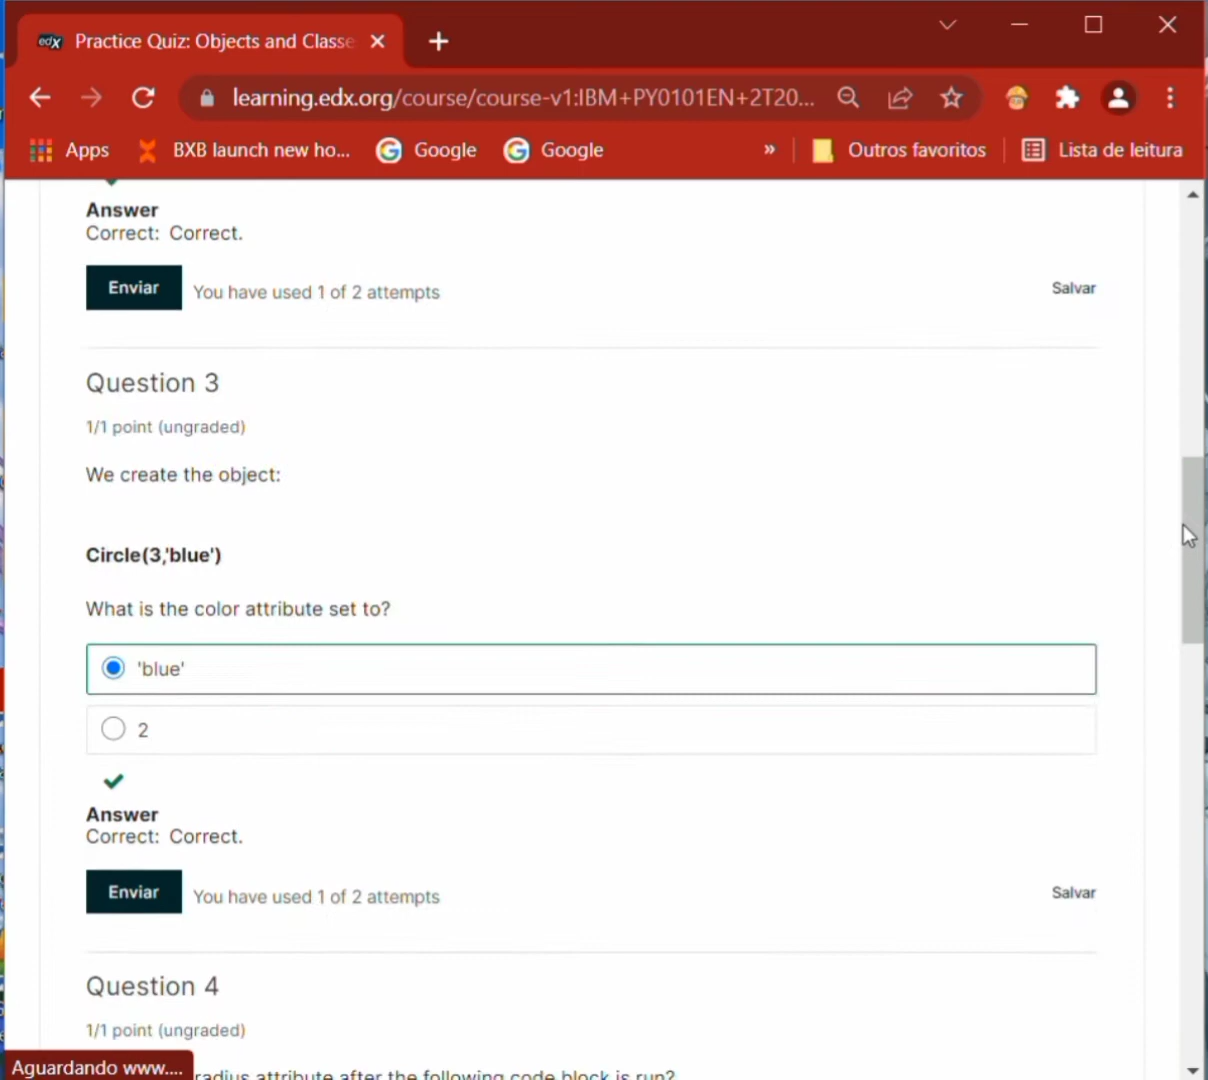 edX Practice Quiz: Objects and Classe
learning.edx.org/course/course-v1:IBM+PY0101EN+2T20...
Apps BXB launch new ho... Google Google » Outros favoritos Lista de leitura
Answer
Correct: Correct.
Enviar You have used 1 of 2 attempts Salvar
Question 3
1/1 point (ungraded)
We create the object:
Circle(3,'blue')
What is the color attribute set to?
'blue'
2
Answer
Correct: Correct.
Enviar You have used 1 of 2 attempts Salvar
Question 4
1/1 point (ungraded)
radius attribute after the following code block is run?
Aguardando www....